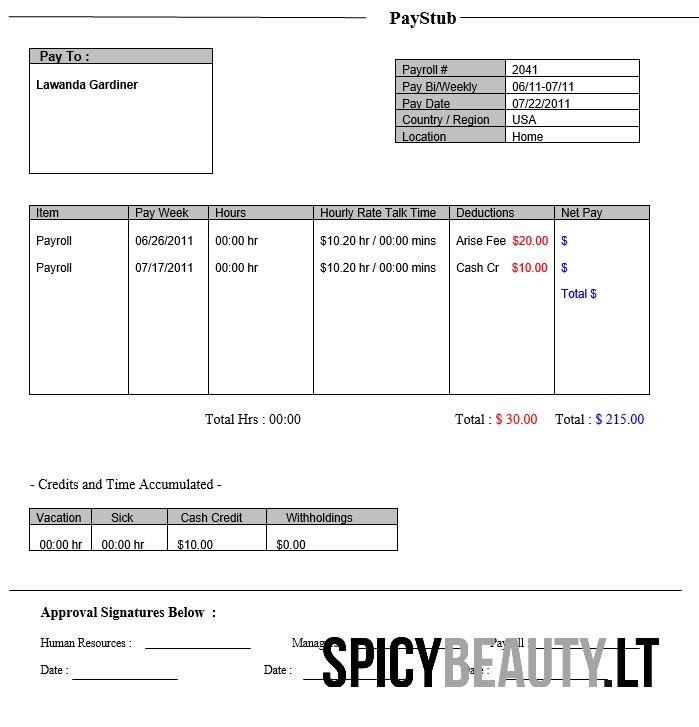 PayStub
Pay To :
Lawanda Gardiner
Payroll # 2041
Pay Bi/Weekly 06/11-07/11
Pay Date 07/22/2011
Country / Region USA
Location Home
Item Pay Week Hours Hourly Rate Talk Time Deductions Net Pay
Payroll 06/26/2011 00:00 hr $10.20 hr / 00:00 mins Arise Fee $20.00 $
Payroll 07/17/2011 00:00 hr $10.20 hr / 00:00 mins Cash Cr $10.00 $
Total $
Total Hrs : 00:00 Total : $ 30.00 Total : $ 215.00
- Credits and Time Accumulated -
Vacation Sick Cash Credit Withholdings
00:00 hr 00:00 hr $10.00 $0.00
Approval Signatures Below :
Human Resources :
Date : Date :
SPICYBEAUTY.LT